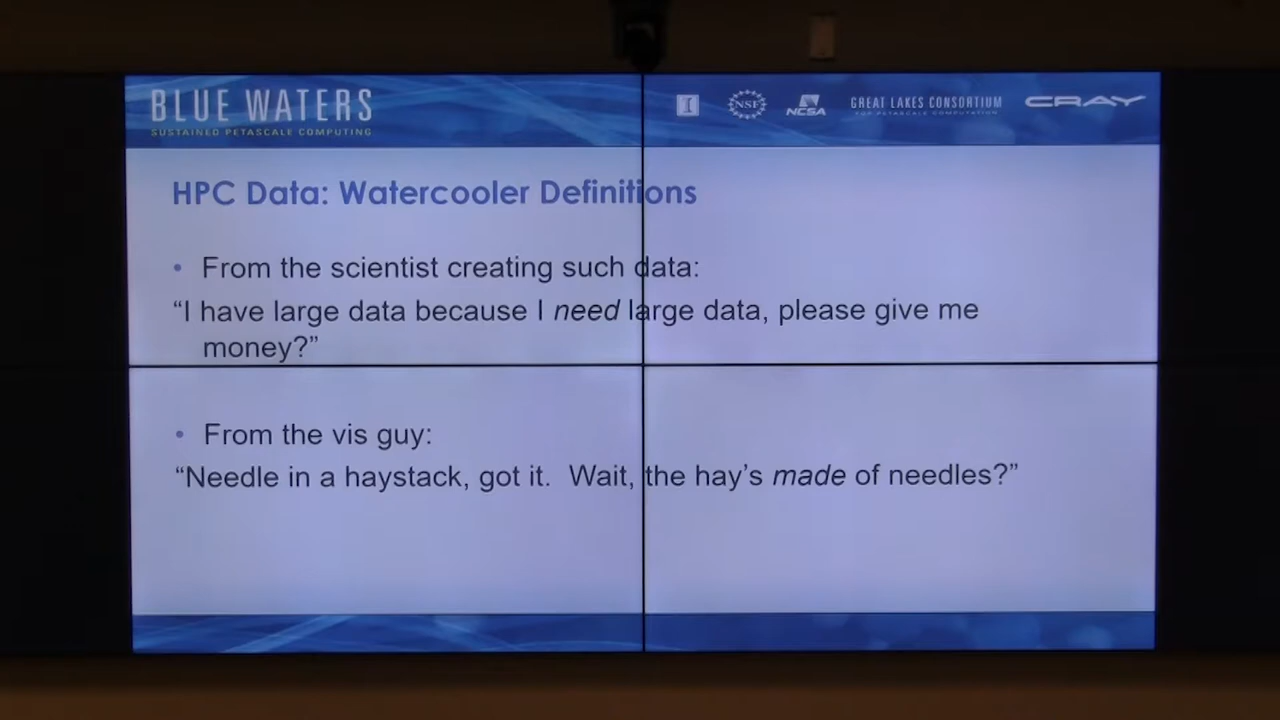 BLUE WATERS
SUSTAINED PETASCALE COMPUTING
I
NSF
NCSA
GREAT LAKES CONSORTIUM
FOR PETASCALE COMPUTATION
CRAY
HPC Data: Watercooler Definitions
• From the scientist creating such data:
“I have large data because I need large data, please give me
money?”
• From the vis guy:
“Needle in a haystack, got it.  Wait, the hay’s made of needles?”